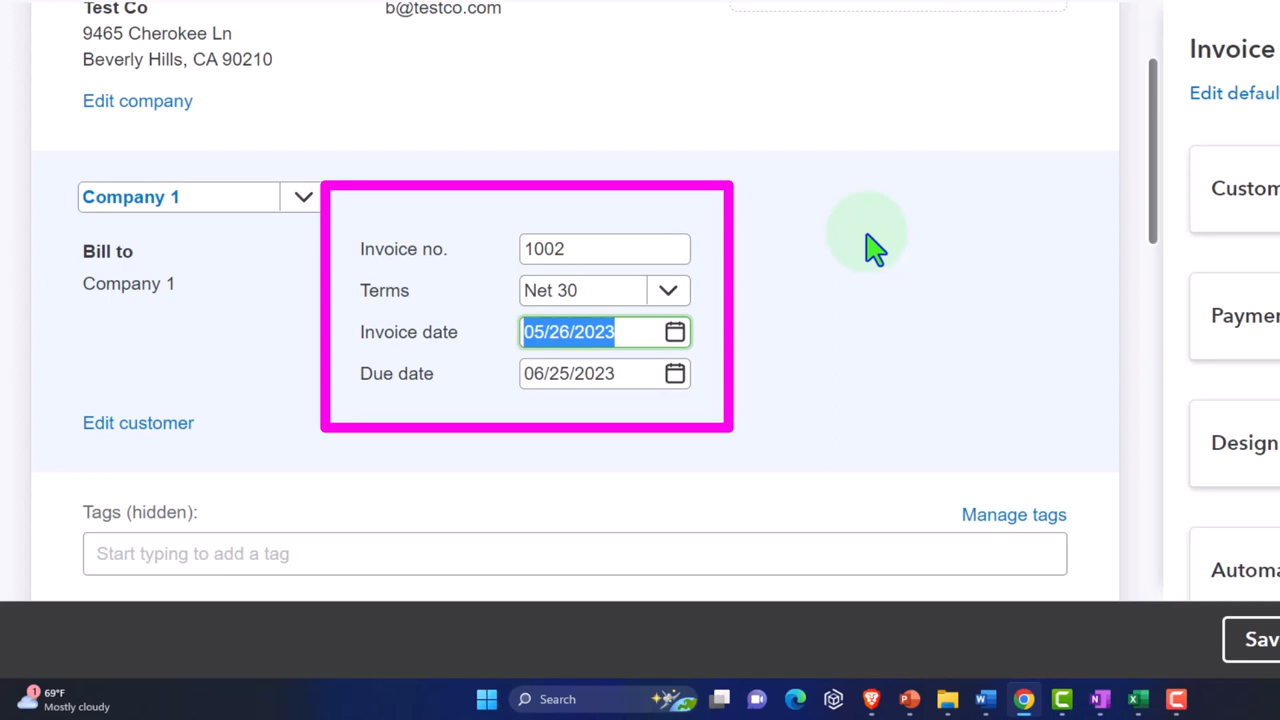 Test Co
b@testco.com
9465 Cherokee Ln
Beverly Hills, CA 90210
Edit company
Company 1
Bill to
Company 1
Invoice no. 1002
Terms Net 30
Invoice date 05/26/2023
Due date 06/25/2023
Edit customer
Tags (hidden):
Manage tags
Start typing to add a tag
Invoice
Edit defaul
Custom
Paymen
Design
Automa
Sav
1
69°F
Mostly cloudy
Search